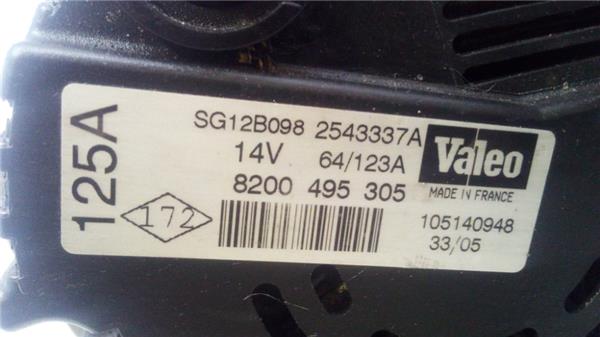 125A
SG12B098 2543337A
14V 64/123A
8200 495 305
172
Valeo
MADE IN FRANCE
105140948
33/05